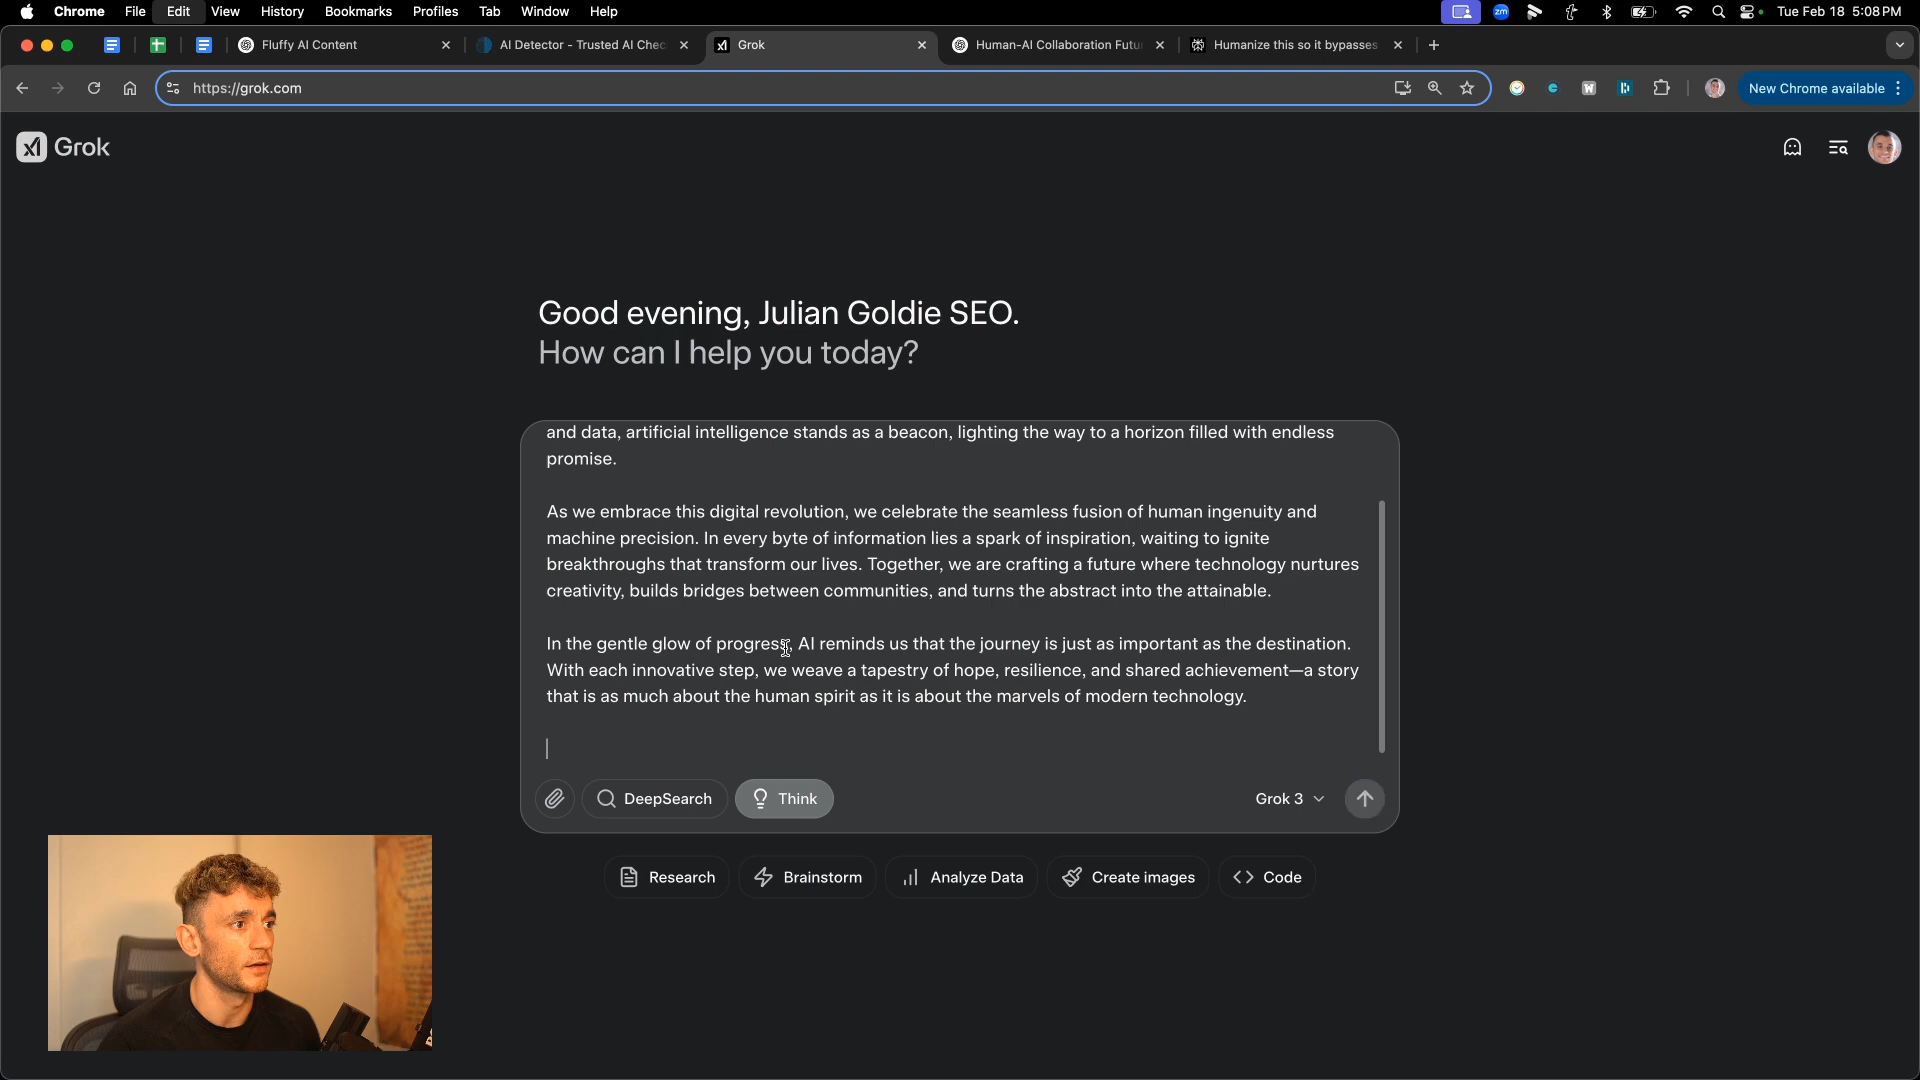 Chrome File Edit View History Bookmarks Profiles Tab Window Help zm Tue Feb 18 5:08 PM
Fluffy AI Content AI Detector - Trusted AI Chec Grok Human-AI Collaboration Futu Humanize this so it bypasses
https://grok.com New Chrome available
Grok
Good evening, Julian Goldie SEO.
How can I help you today?
and data, artificial intelligence stands as a beacon, lighting the way to a horizon filled with endless
promise.
As we embrace this digital revolution, we celebrate the seamless fusion of human ingenuity and
machine precision. In every byte of information lies a spark of inspiration, waiting to ignite
breakthroughs that transform our lives. Together, we are crafting a future where technology nurtures
creativity, builds bridges between communities, and turns the abstract into the attainable.
In the gentle glow of progress, AI reminds us that the journey is just as important as the destination.
With each innovative step, we weave a tapestry of hope, resilience, and shared achievement—a story
that is as much about the human spirit as it is about the marvels of modern technology.
DeepSearch Think Grok 3
Research Brainstorm Analyze Data Create images Code